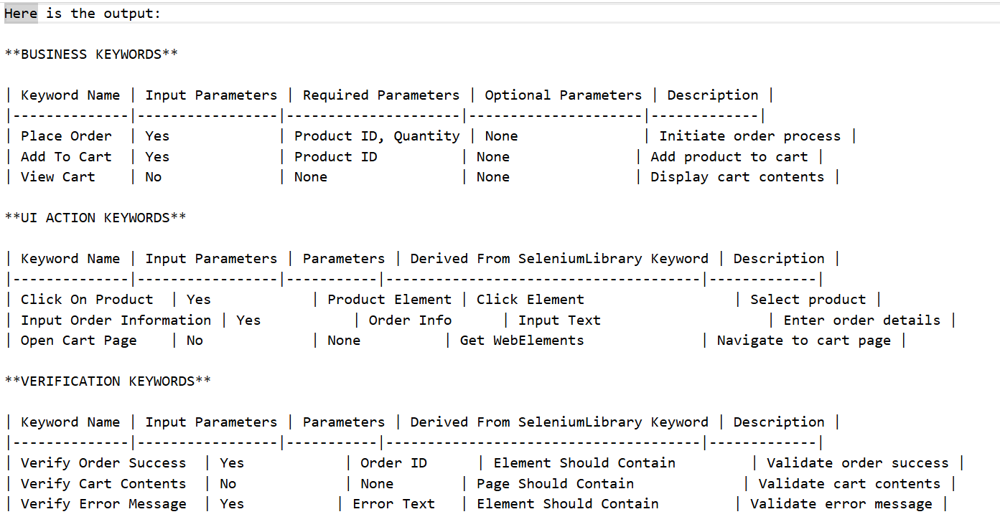 Here is the output:
**BUSINESS KEYWORDS**
| Keyword Name | Input Parameters | Required Parameters | Optional Parameters | Description |
|--------------|-----------------|---------------------|---------------------|-------------|
| Place Order  | Yes             | Product ID, Quantity | None               | Initiate order process |
| Add To Cart  | Yes             | Product ID          | None               | Add product to cart |
| View Cart    | No              | None                | None               | Display cart contents |
**UI ACTION KEYWORDS**
| Keyword Name | Input Parameters | Parameters | Derived From SeleniumLibrary Keyword | Description |
|--------------|-----------------|-----------|--------------------------------------|-------------|
| Click On Product  | Yes            | Product Element | Click Element                  | Select product |
| Input Order Information | Yes           | Order Info      | Input Text                    | Enter order details |
| Open Cart Page    | No             | None          | Get WebElements              | Navigate to cart page |
**VERIFICATION KEYWORDS**
| Keyword Name | Input Parameters | Parameters | Derived From SeleniumLibrary Keyword | Description |
|--------------|-----------------|-----------|--------------------------------------|-------------|
| Verify Order Success  | Yes            | Order ID      | Element Should Contain         | Validate order success |
| Verify Cart Contents  | No             | None        | Page Should Contain             | Validate cart contents |
| Verify Error Message  | Yes           | Error Text   | Element Should Contain         | Validate error message |